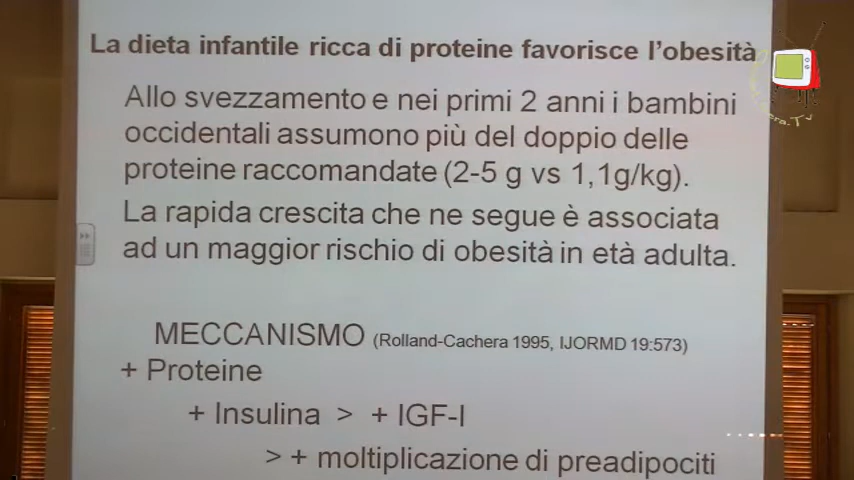 La dieta infantile ricca di proteine favorisce l'obesità
Allo svezzamento e nei primi 2 anni i bambini
occidentali assumono più del doppio delle
proteine raccomandate (2-5 g vs 1,1g/kg).
La rapida crescita che ne segue è associata
ad un maggior rischio di obesità in età adulta.
MECCANISMO (Rolland-Cachera 1995, IJORMD 19:573)
+ Proteine
+ Insulina > + IGF-I
> + moltiplicazione di preadipociti